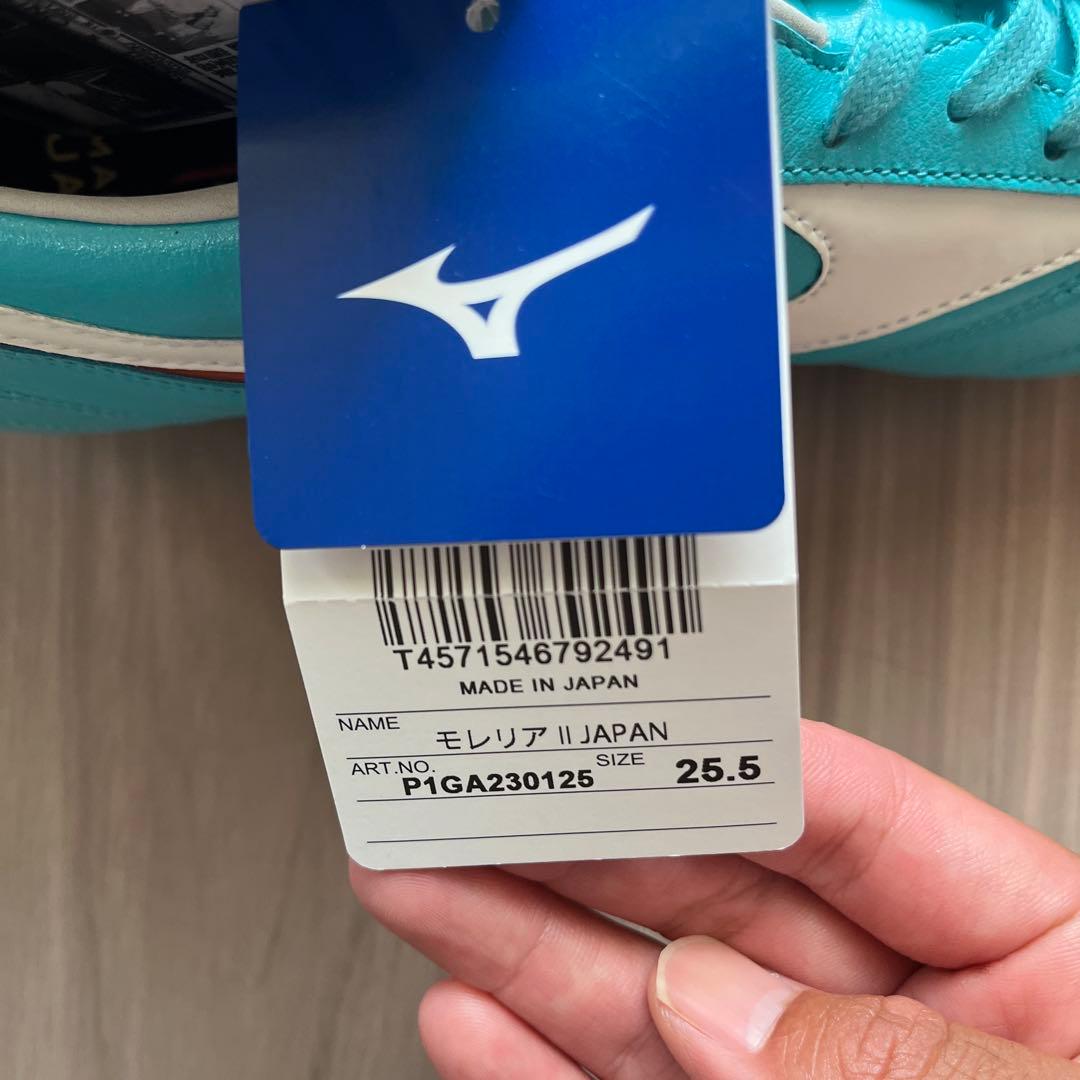 T4571546792491
MADE IN JAPAN
NAME
モレリア II JAPAN
ART.NO.
P1GA230125
SIZE
25.5